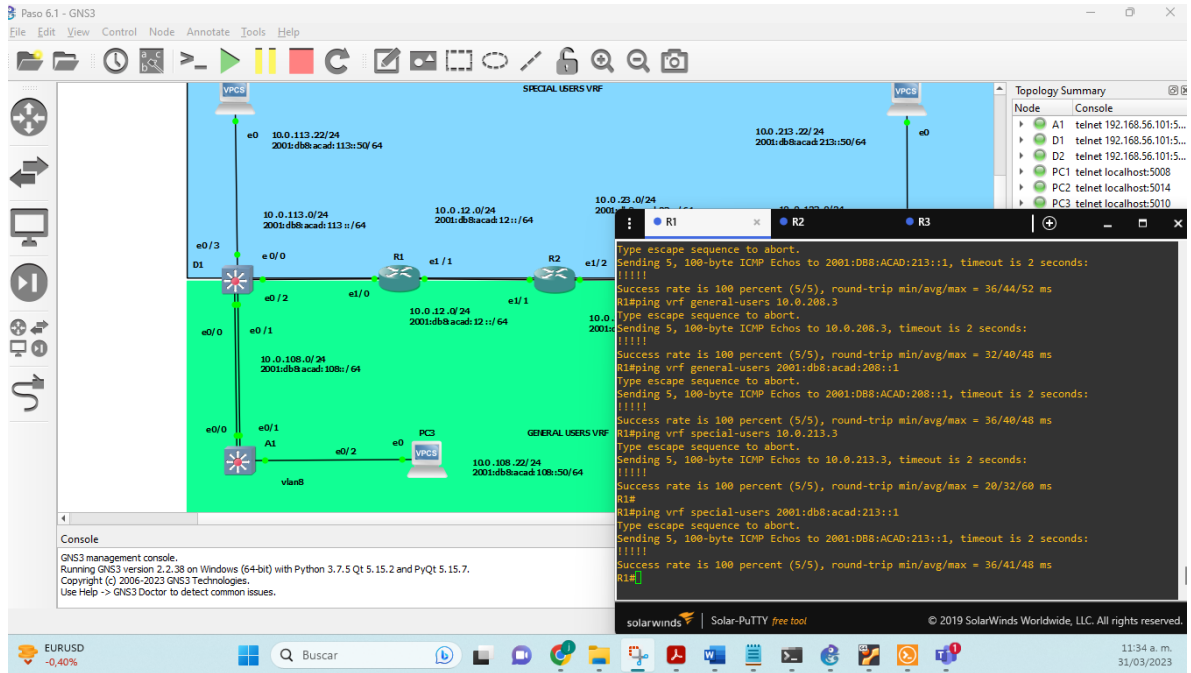 Paso 6.1 - GNS3
File Edit View Control Node Annotate Tools Help
VPCS
SPECIAL USERS VRF
VPCS
e0 10.0.113.22/24
2001:db8:acad:113::50/64
10.0.213.22/24
2001:db8:acad:213::50/64
e0
10.0.23.0/24
10.0.113.0/24
2001:db8:acad:113::/64
10.0.12.0/24
2001:db8:acad:12::/64
e0/3
D1
e0/0
R1
e1/1
R2
e1/2
e0/2
e1/0
e1/1
10.0.12.0/24
2001:db8:acad:12::/64
e0/0
e0/1
10.0.108.0/24
2001:db8:acad:108::/64
e0/0
e0/1
A1
e0/2
e0
PC3
VPCS
GENERAL USERS VRF
10.0.108.22/24
2001:db8:acad:108::50/64
vlan8
Topology Summary
Node Console
A1 telnet 192.168.56.101:5...
D1 telnet 192.168.56.101:5...
D2 telnet 192.168.56.101:5...
PC1 telnet localhost:5008
PC2 telnet localhost:5014
PC3 telnet localhost:5010
R1 × R2 R3
Type escape sequence to abort.
Sending 5, 100-byte ICMP Echos to 2001:DB8:ACAD:213::1, timeout is 2 seconds:
!!!!!
Success rate is 100 percent (5/5), round-trip min/avg/max = 36/44/52 ms
R1#ping vrf general-users 10.0.208.3
Type escape sequence to abort.
Sending 5, 100-byte ICMP Echos to 10.0.208.3, timeout is 2 seconds:
!!!!!
Success rate is 100 percent (5/5), round-trip min/avg/max = 32/40/48 ms
R1#ping vrf general-users 2001:db8:acad:208::1
Type escape sequence to abort.
Sending 5, 100-byte ICMP Echos to 2001:DB8:ACAD:208::1, timeout is 2 seconds:
!!!!!
Success rate is 100 percent (5/5), round-trip min/avg/max = 36/40/48 ms
R1#ping vrf special-users 10.0.213.3
Type escape sequence to abort.
Sending 5, 100-byte ICMP Echos to 10.0.213.3, timeout is 2 seconds:
!!!!!
Success rate is 100 percent (5/5), round-trip min/avg/max = 20/32/60 ms
R1#
R1#ping vrf special-users 2001:db8:acad:213::1
Type escape sequence to abort.
Sending 5, 100-byte ICMP Echos to 2001:DB8:ACAD:213::1, timeout is 2 seconds:
!!!!!
Success rate is 100 percent (5/5), round-trip min/avg/max = 36/41/48 ms
R1#
solarwinds Solar-PuTTY free tool © 2019 SolarWinds Worldwide, LLC. All rights reserved.
Console
GNS3 management console.
Running GNS3 version 2.2.38 on Windows (64-bit) with Python 3.7.5 Qt 5.15.2 and PyQt 5.15.7.
Copyright (c) 2006-2023 GNS3 Technologies.
Use Help -> GNS3 Doctor to detect common issues.
EURUSD
-0,40%
Buscar
11:34 a. m.
31/03/2023